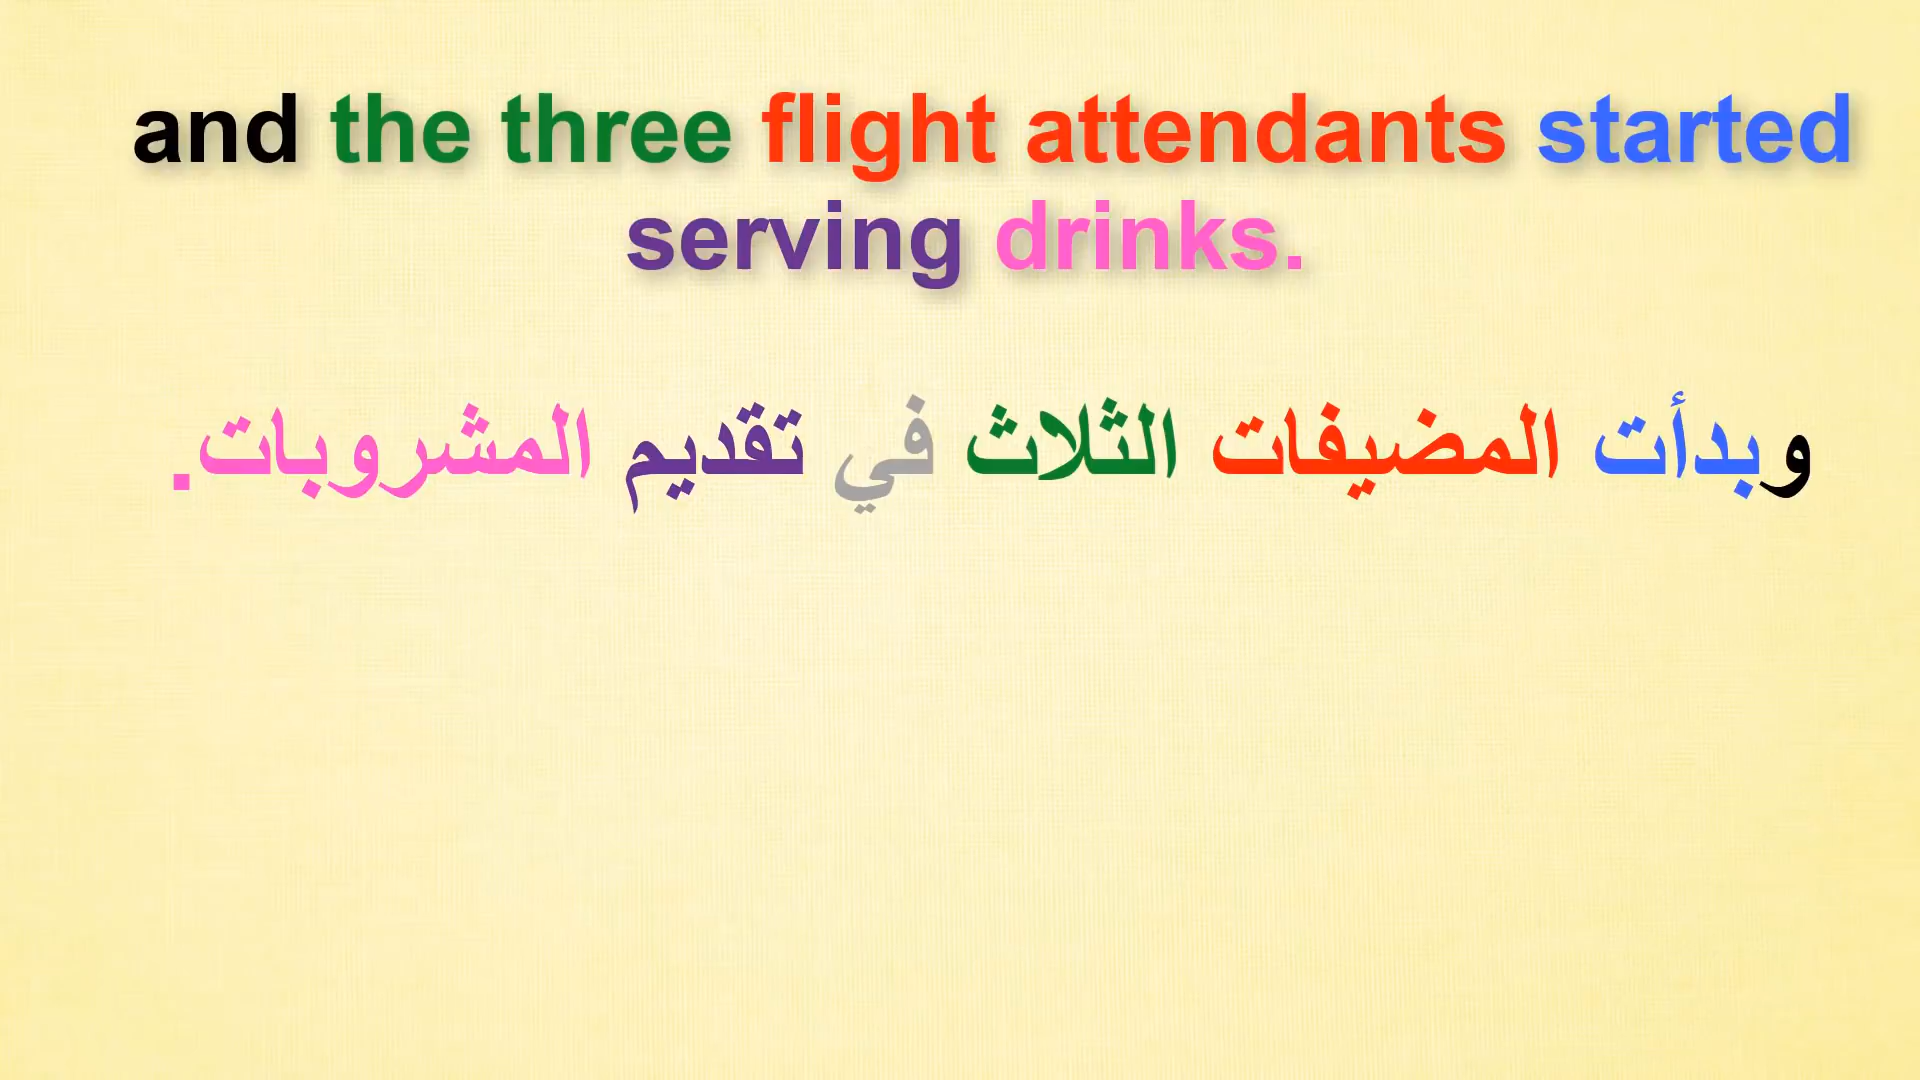 and the three flight attendants started
serving drinks.
وبدأت المضيفات الثلاث في تقديم المشروبات.